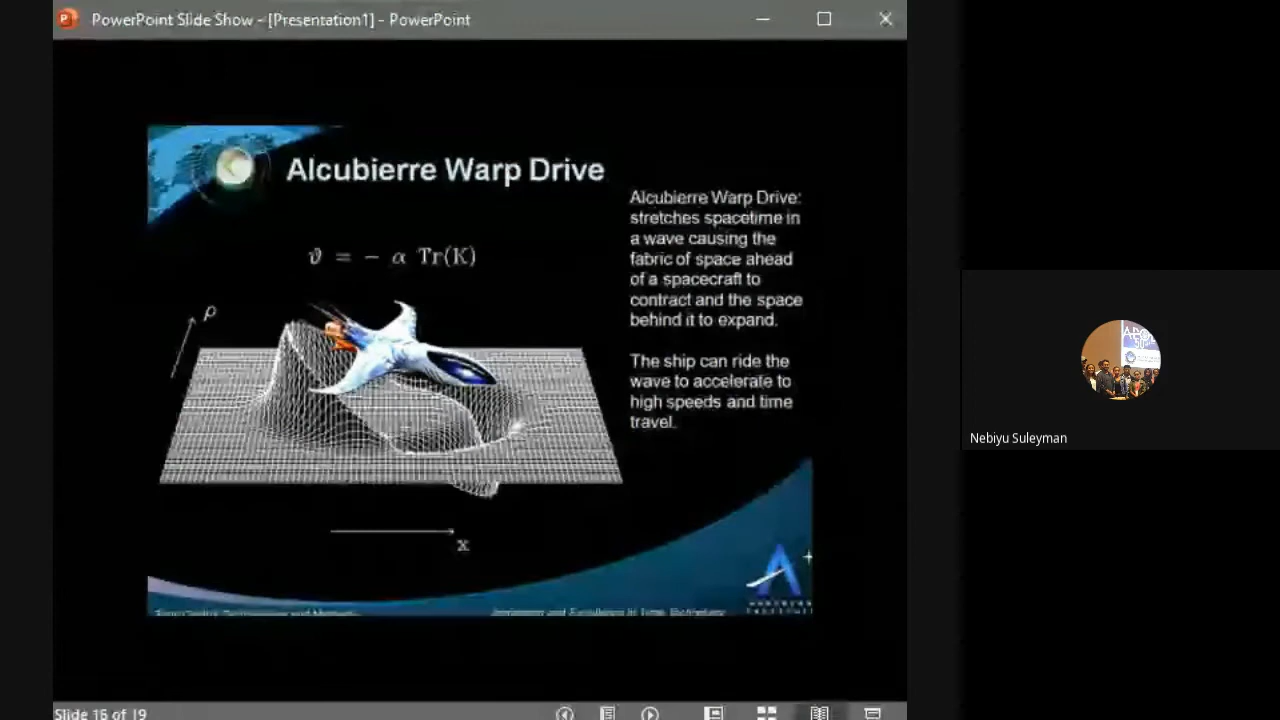 PowerPoint Slide Show - [Presentation1] - PowerPoint
Alcubierre Warp Drive
Alcubierre Warp Drive:
stretches spacetime in
a wave causing the
fabric of space ahead
of a spacecraft to
contract and the space
behind it to expand.
The ship can ride the
wave to accelerate to
high speeds and time
travel.
ϑ = − α Tr(K)
ρ
x
Nebiyu Suleyman
Slide 15 of 19